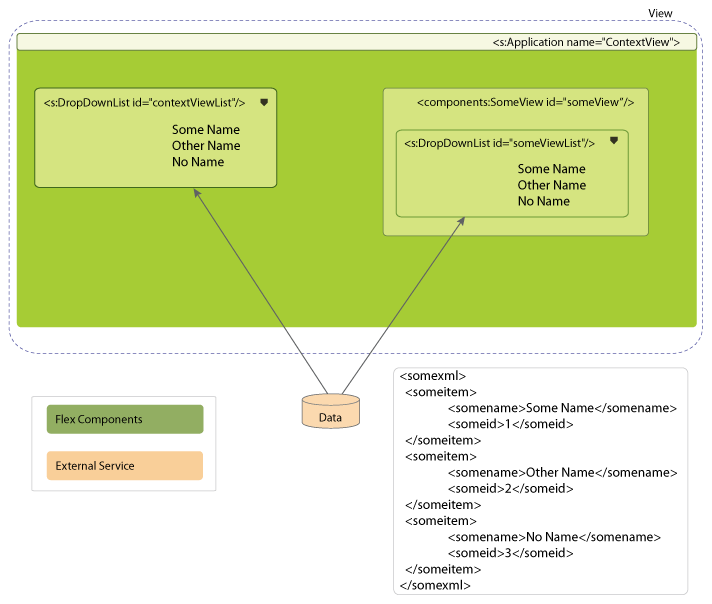 View
<s:Application name="ContextView">
<s:DropDownList id="contextViewList"/>
Some Name
Other Name
No Name
<components:SomeView id="someView"/>
<s:DropDownList id="someViewList"/>
Some Name
Other Name
No Name
Data
Flex Components
External Service
<somexml>
<someitem>
<somename>Some Name</somename>
<someid>1</someid>
</someitem>
<someitem>
<somename>Other Name</somename>
<someid>2</someid>
</someitem>
<someitem>
<somename>No Name</somename>
<someid>3</someid>
</someitem>
</somexml>